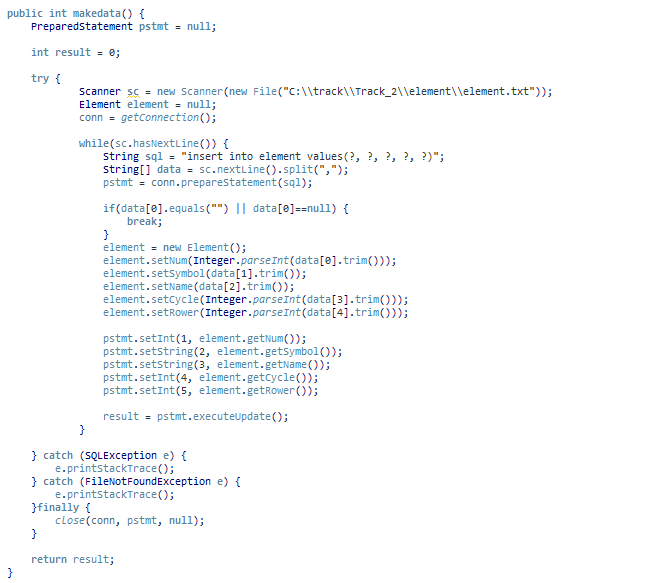 public int makedata() {
    PreparedStatement pstmt = null;

    int result = 0;

    try {
            Scanner sc = new Scanner(new File("C:\\track\\Track_2\\element\\element.txt"));
            Element element = null;
            conn = getConnection();

            while(sc.hasNextLine()) {
                String sql = "insert into element values(?, ?, ?, ?, ?)";
                String[] data = sc.nextLine().split(",");
                pstmt = conn.prepareStatement(sql);

                if(data[0].equals("") || data[0]==null) {
                    break;
                }
                element = new Element();
                element.setNum(Integer.parseInt(data[0].trim()));
                element.setSymbol(data[1].trim());
                element.setName(data[2].trim());
                element.setCycle(Integer.parseInt(data[3].trim()));
                element.setRower(Integer.parseInt(data[4].trim()));

                pstmt.setInt(1, element.getNum());
                pstmt.setString(2, element.getSymbol());
                pstmt.setString(3, element.getName());
                pstmt.setInt(4, element.getCycle());
                pstmt.setInt(5, element.getRower());

                result = pstmt.executeUpdate();
            }

    } catch (SQLException e) {
        e.printStackTrace();
    } catch (FileNotFoundException e) {
        e.printStackTrace();
    }finally {
        close(conn, pstmt, null);
    }

    return result;
}